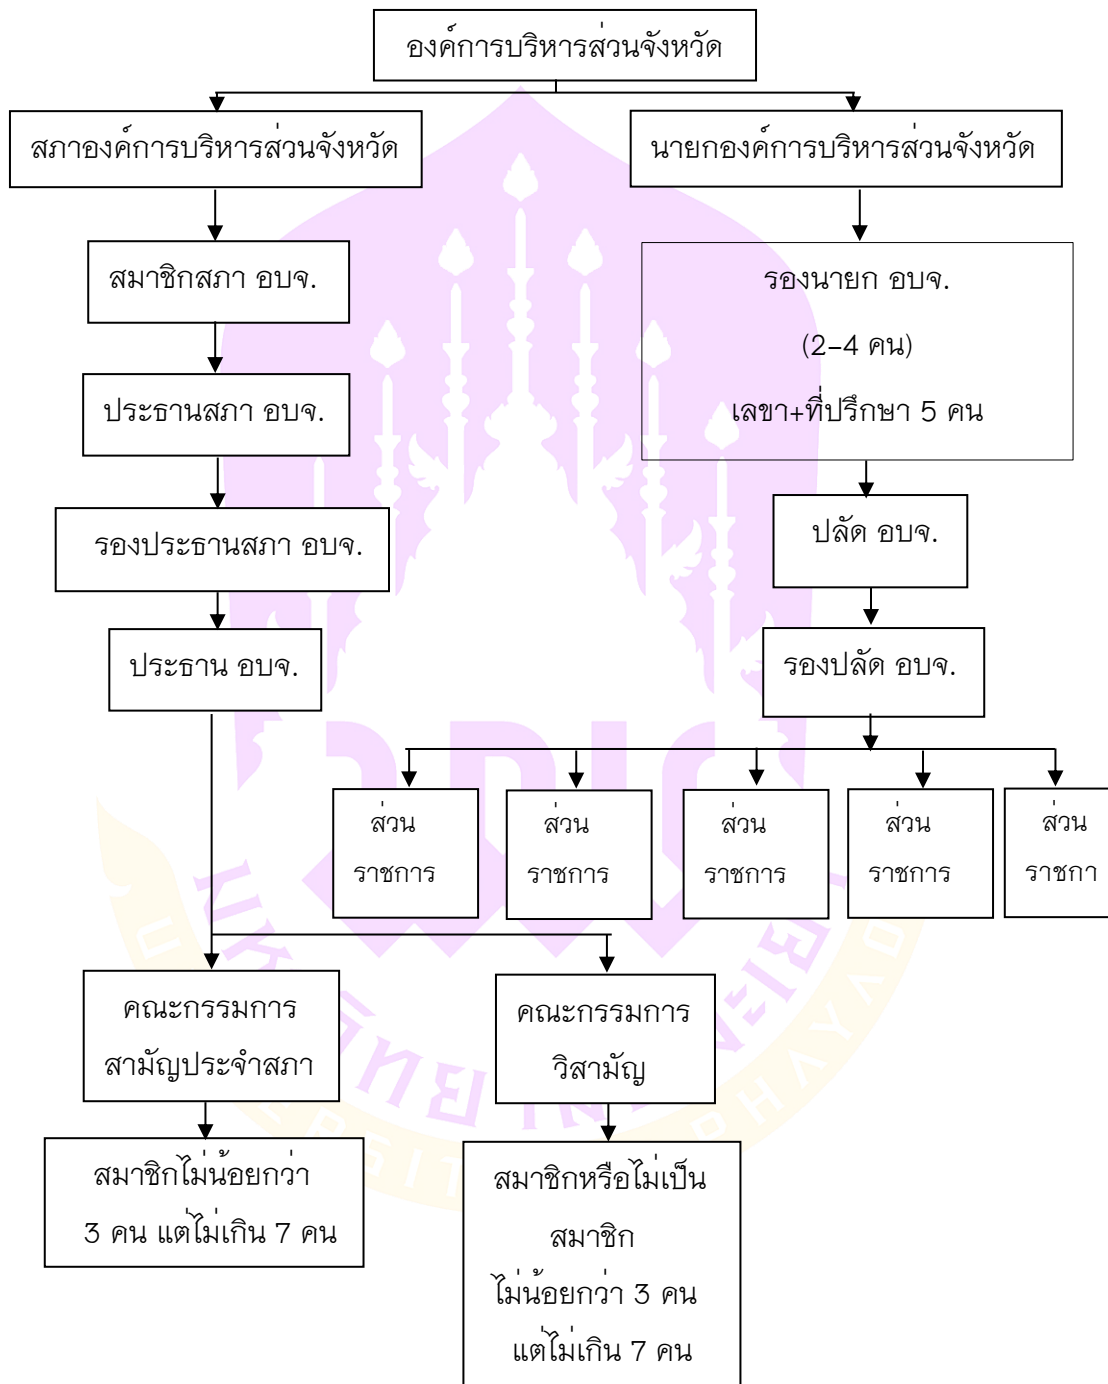 องค์การบริหารส่วนจังหวัด
สภาองค์การบริหารส่วนจังหวัด
นายกองค์การบริหารส่วนจังหวัด
สมาชิกสภา อบจ.
รองนายก อบจ.
(2–4 คน)
เลขา+ที่ปรึกษา 5 คน
ประธานสภา อบจ.
รองประธานสภา อบจ.
ปลัด อบจ.
ประธาน อบจ.
รองปลัด อบจ.
ส่วน
ราชการ
ส่วน
ราชการ
ส่วน
ราชการ
ส่วน
ราชการ
ส่วน
ราชกา
คณะกรรมการ
สามัญประจำสภา
คณะกรรมการ
วิสามัญ
สมาชิกไม่น้อยกว่า
3 คน แต่ไม่เกิน 7 คน
สมาชิกหรือไม่เป็น
สมาชิก
ไม่น้อยกว่า 3 คน
แต่ไม่เกิน 7 คน